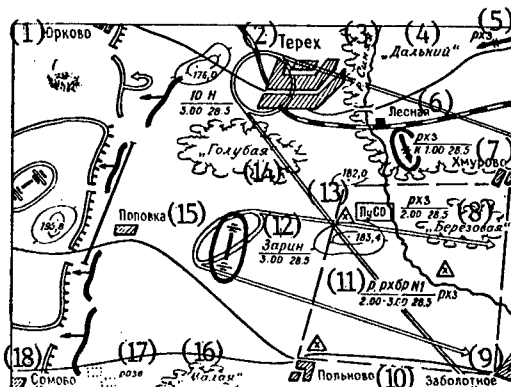 (1) Юрково
(2) Терех
(3)
(4)
„Дальний“
(5)
рхз
176,0
10 Н
3.00 28.5
Лесная
(6)
рхз
к 1.00 28.5
(7)
Хмурово
„Голубая“
(14)
182,0
(13)
ПуСО
рхз
2.00 28.5
(8)
„Березовая“
Поповка
(15)
(12)
Зарин
3.00 28.5
183,4
195,8
(11)
р.рхбр N1
2.00-3.00 28.5
рхз
(18)
Сомово
(17)
розе
(16)
(10)
Попьново
(9)
Заболотное